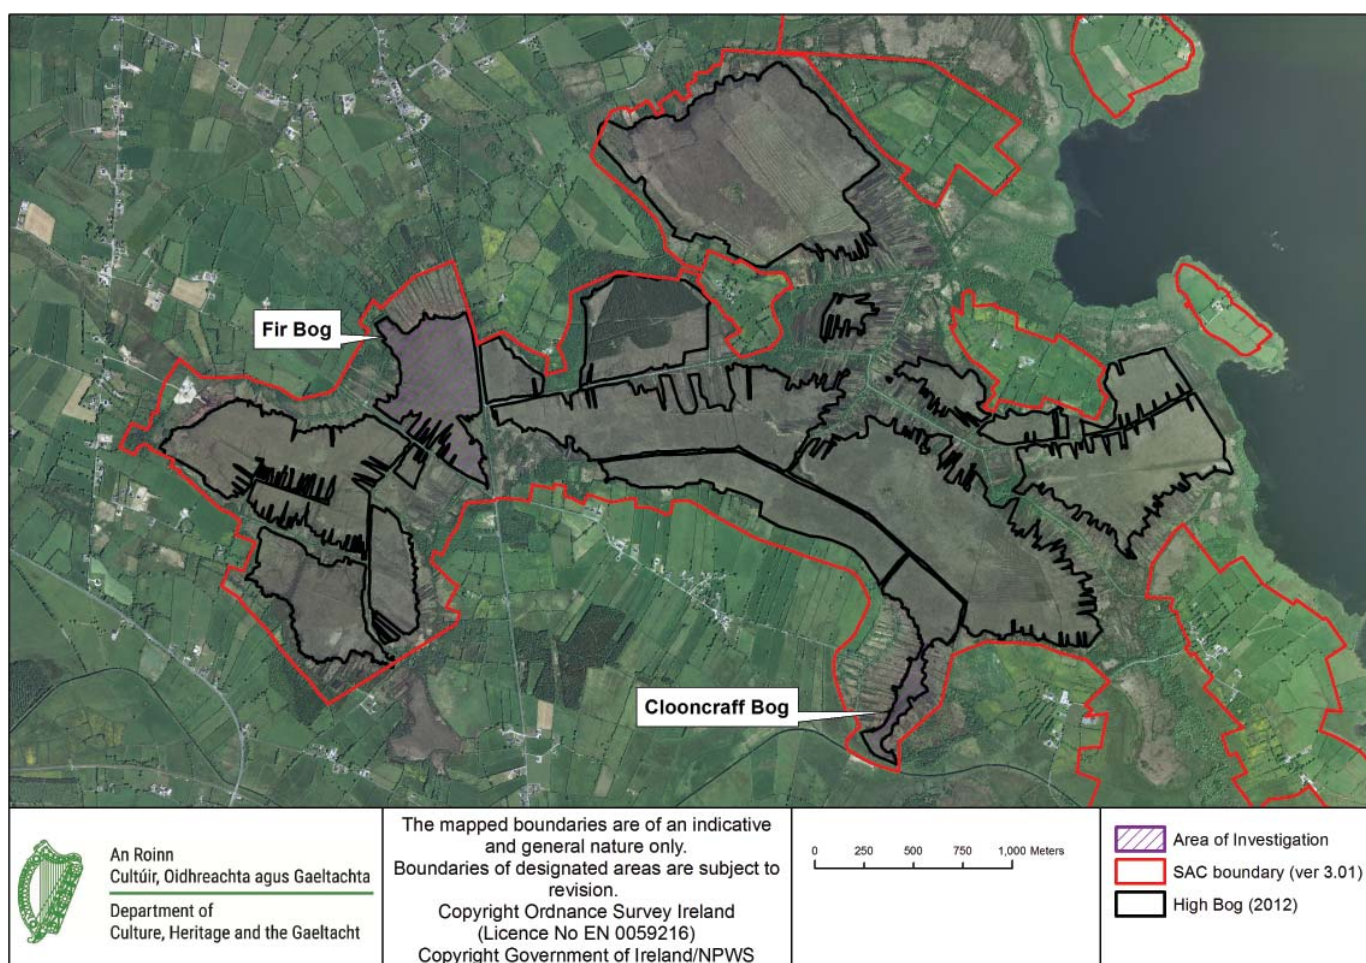 Fir Bog
Clooncraff Bog
An Roinn
Cultúir, Oidhreachta agus Gaeltachta
Department of
Culture, Heritage and the Gaeltacht
The mapped boundaries are of an indicative
and general nature only.
Boundaries of designated areas are subject to
revision.
Copyright Ordnance Survey Ireland
(Licence No EN 0059216)
Copyright Government of Ireland/NPWS
0 250 500 750 1,000 Meters
Area of Investigation
SAC boundary (ver 3.01)
High Bog (2012)